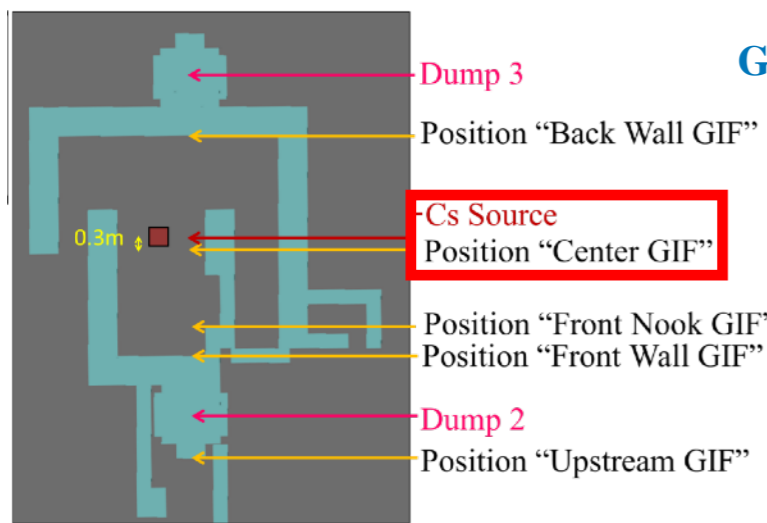 G
Dump 3
Position “Back Wall GIF”
Cs Source
0.3m
Position “Center GIF”
Position “Front Nook GIF”
Position “Front Wall GIF”
Dump 2
Position “Upstream GIF”